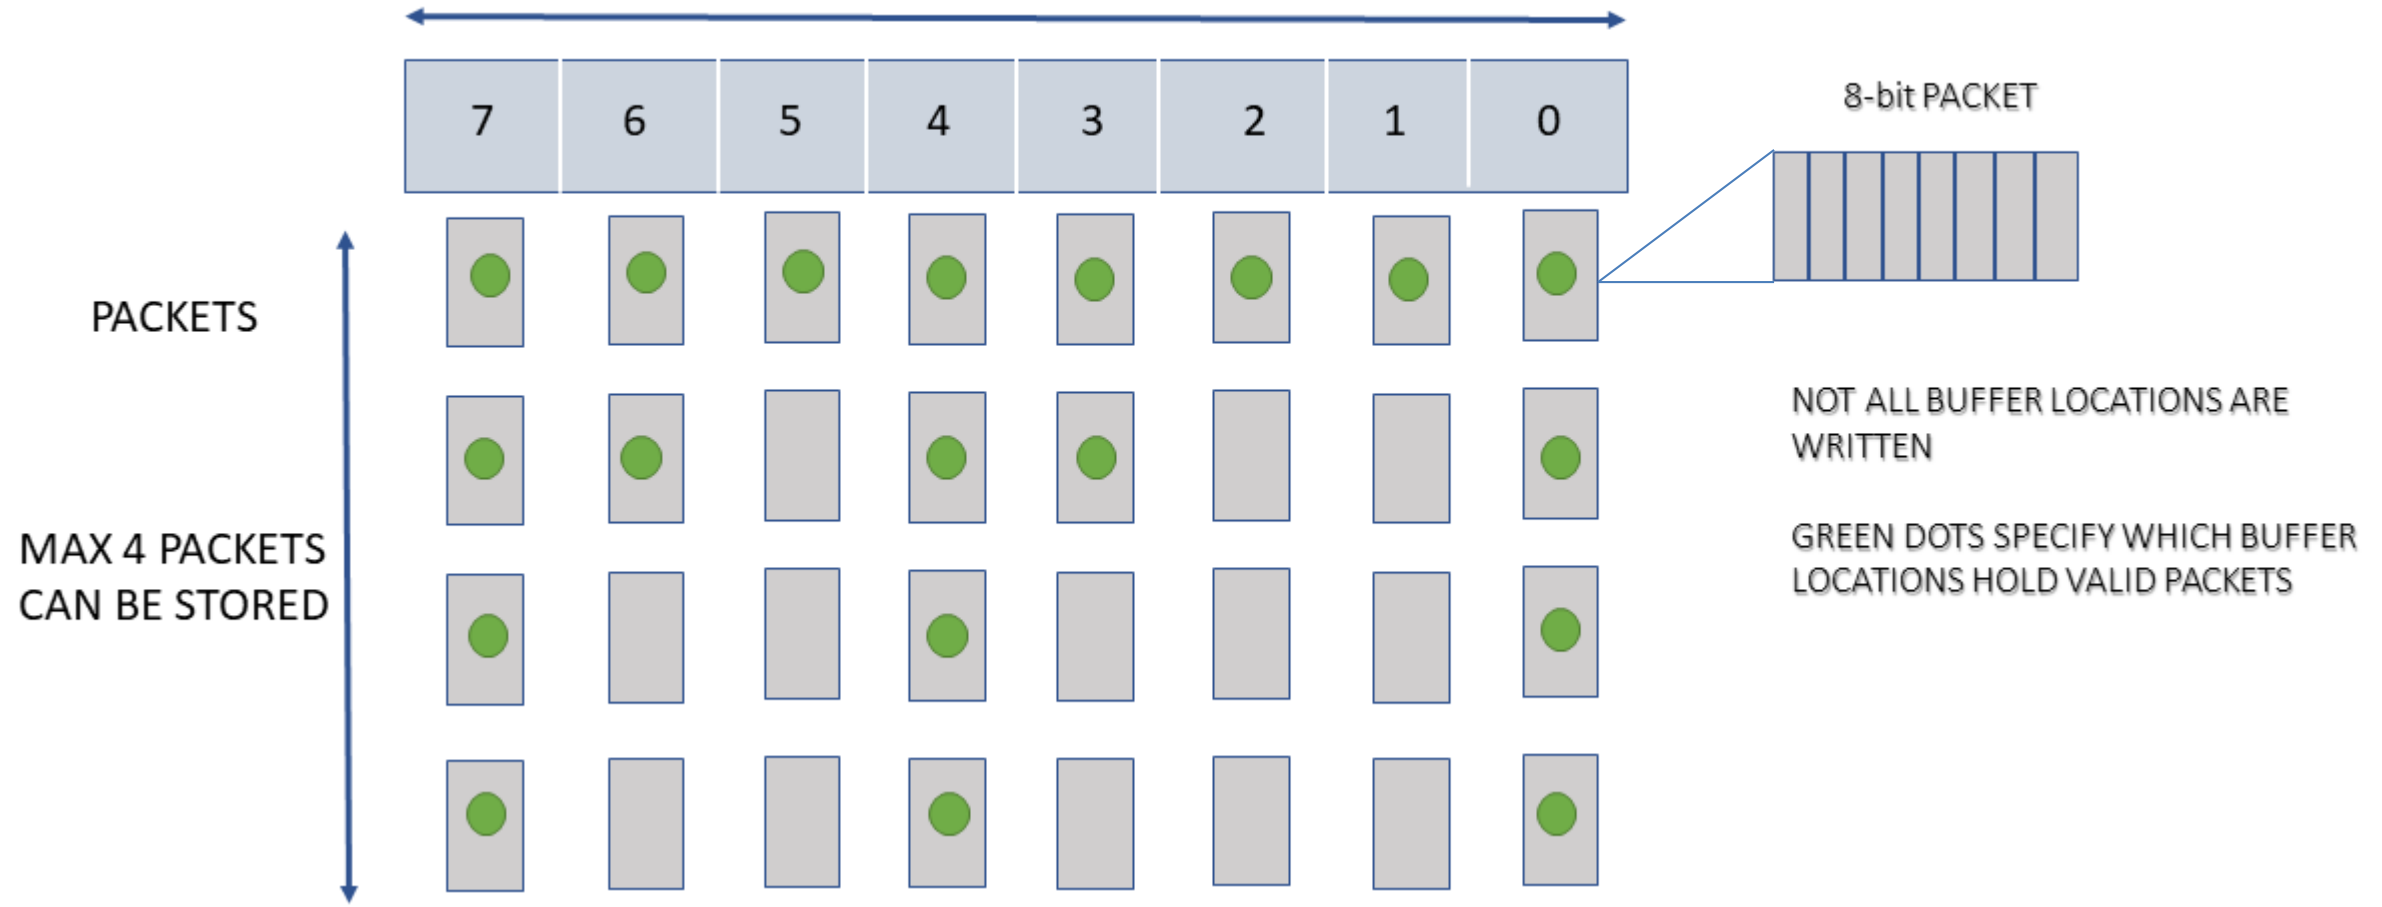 7 6 5 4 3 2 1 0
8-bit PACKET
PACKETS
MAX 4 PACKETS
CAN BE STORED
NOT ALL BUFFER LOCATIONS ARE
WRITTEN
GREEN DOTS SPECIFY WHICH BUFFER
LOCATIONS HOLD VALID PACKETS